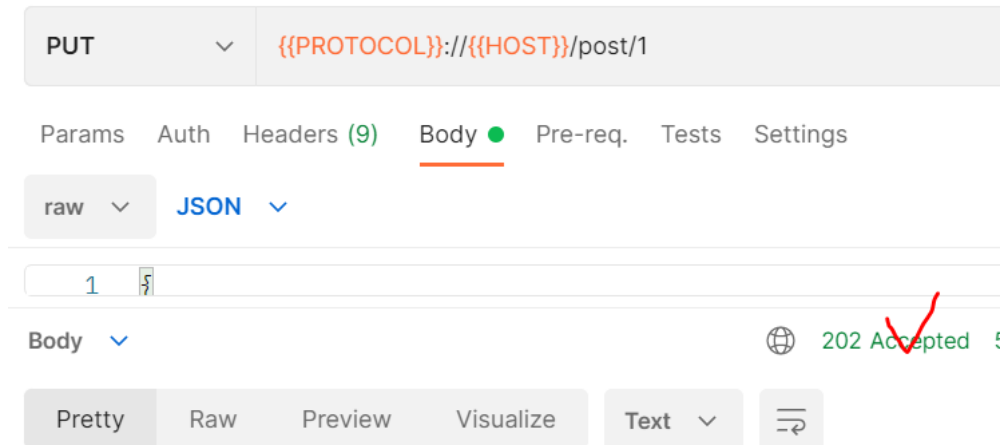 PUT {{PROTOCOL}}://{{HOST}}/post/1
Params Auth Headers (9) Body Pre-req. Tests Settings
raw JSON
1 {
Body 202 Accepted 5
Pretty Raw Preview Visualize Text